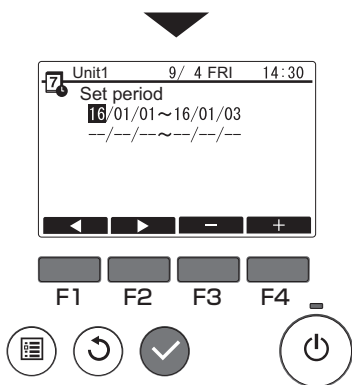 7 Unit1 9/ 4 FRI 14:30
Set period
16/01/01~16/01/03
--/--/--~--/--/--
◀ ▶ − +
F1 F2 F3 F4